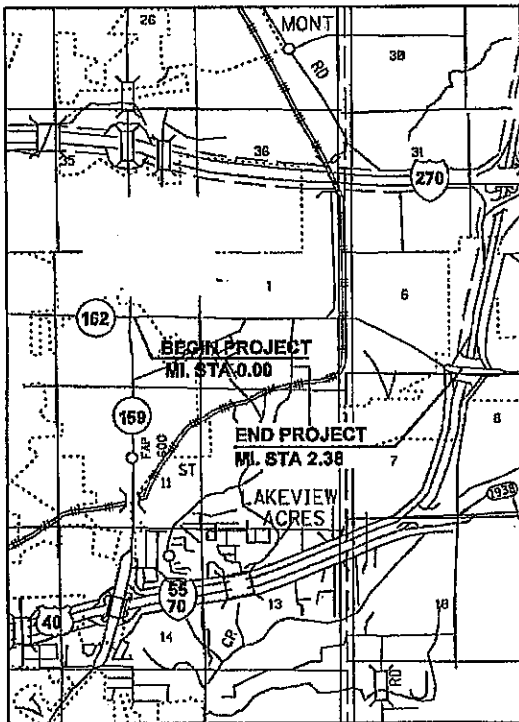 26
MONT
RD
30
35
36
31
270
1
6
162
BEGIN PROJECT
MI. STA 0.00
159
FAP 600
END PROJECT
MI. STA 2.38
8
7
11
ST
LAKEVIEW
ACRES
55
70
40
13
14
CR
18
RD